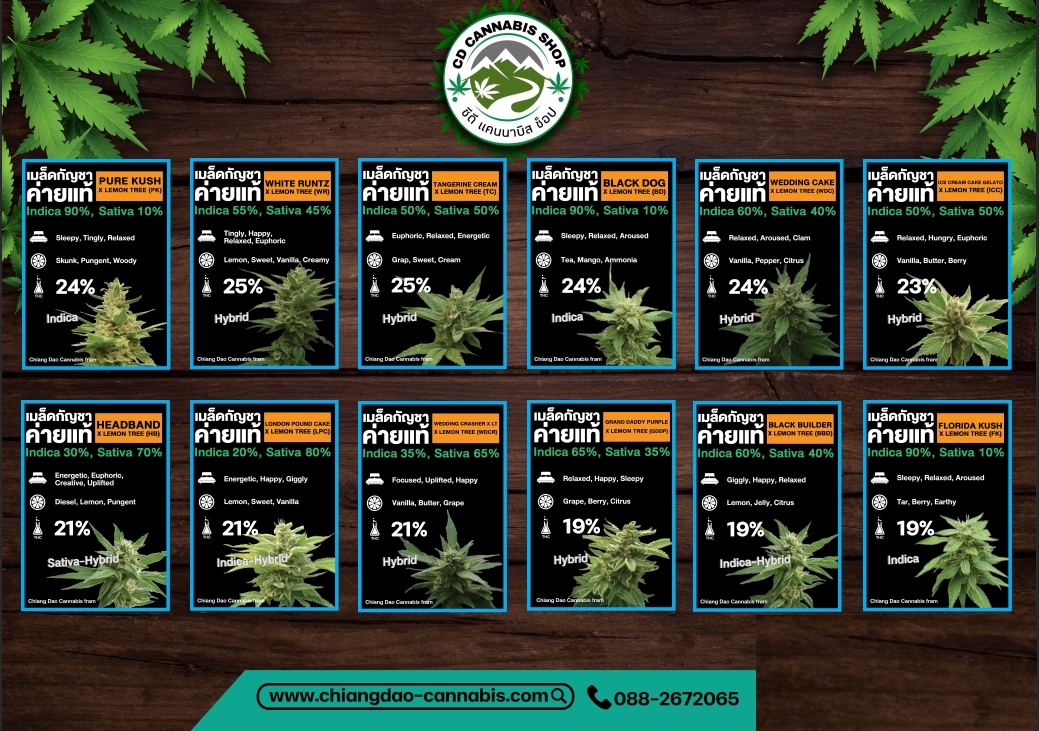 CD CANNABIS SHOP
ซีดี แคนนาบิส ช็อป
เมล็ดกัญชา
ค่ายแท้
PURE KUSH
X LEMON TREE (PK)
Indica 90%, Sativa 10%
Sleepy, Tingly, Relaxed
Skunk, Pungent, Woody
THC
24%
Indica
Chiang Dao Cannabis fram
เมล็ดกัญชา
ค่ายแท้
WHITE RUNTZ
X LEMON TREE (WR)
Indica 55%, Sativa 45%
Tingly, Happy,
Relaxed, Euphoric
Lemon, Sweet, Vanilla, Creamy
THC
25%
Hybrid
Chiang Dao Cannabis fram
เมล็ดกัญชา
ค่ายแท้
TANGERINE CREAM
X LEMON TREE (TC)
Indica 50%, Sativa 50%
Euphoric, Relaxed, Energetic
Grap, Sweet, Cream
THC
25%
Hybrid
Chiang Dao Cannabis fram
เมล็ดกัญชา
ค่ายแท้
BLACK DOG
X LEMON TREE (BD)
Indica 90%, Sativa 10%
Sleepy, Relaxed, Aroused
Tea, Mango, Ammonia
THC
24%
Indica
Chiang Dao Cannabis fram
เมล็ดกัญชา
ค่ายแท้
WEDDING CAKE
X LEMON TREE (WDC)
Indica 60%, Sativa 40%
Relaxed, Aroused, Clam
Vanilla, Pepper, Citrus
THC
24%
Hybrid
Chiang Dao Cannabis fram
เมล็ดกัญชา
ค่ายแท้
ICE CREAM CAKE GELATO
X LEMON TREE (ICC)
Indica 50%, Sativa 50%
Relaxed, Hungry, Euphoric
Vanilla, Butter, Berry
THC
23%
Hybrid
Chiang Dao Cannabis fram
เมล็ดกัญชา
ค่ายแท้
HEADBAND
X LEMON TREE (HB)
Indica 30%, Sativa 70%
Energetic, Euphoric,
Creative, Uplifted
Diesel, Lemon, Pungent
THC
21%
Sativa-Hybrid
Chiang Dao Cannabis fram
เมล็ดกัญชา
ค่ายแท้
LONDON POUND CAKE
X LEMON TREE (LPC)
Indica 20%, Sativa 80%
Energetic, Happy, Giggly
Lemon, Sweet, Vanilla
THC
21%
Indica-Hybrid
Chiang Dao Cannabis fram
เมล็ดกัญชา
ค่ายแท้
WEDDING CRASHER X LT
X LEMON TREE (WDCR)
Indica 35%, Sativa 65%
Focused, Uplifted, Happy
Vanilla, Butter, Grape
THC
21%
Hybrid
Chiang Dao Cannabis fram
เมล็ดกัญชา
ค่ายแท้
GRAND DADDY PURPLE
X LEMON TREE (GDDP)
Indica 65%, Sativa 35%
Relaxed, Happy, Sleepy
Grape, Berry, Citrus
THC
19%
Hybrid
Chiang Dao Cannabis fram
เมล็ดกัญชา
ค่ายแท้
BLACK BUILDER
X LEMON TREE (BBD)
Indica 60%, Sativa 40%
Giggly, Happy, Relaxed
Lemon, Jelly, Citrus
THC
19%
Indica-Hybrid
Chiang Dao Cannabis fram
เมล็ดกัญชา
ค่ายแท้
FLORIDA KUSH
X LEMON TREE (FK)
Indica 90%, Sativa 10%
Sleepy, Relaxed, Aroused
Tar, Berry, Earthy
THC
19%
Indica
Chiang Dao Cannabis fram
www.chiangdao-cannabis.com
088-2672065